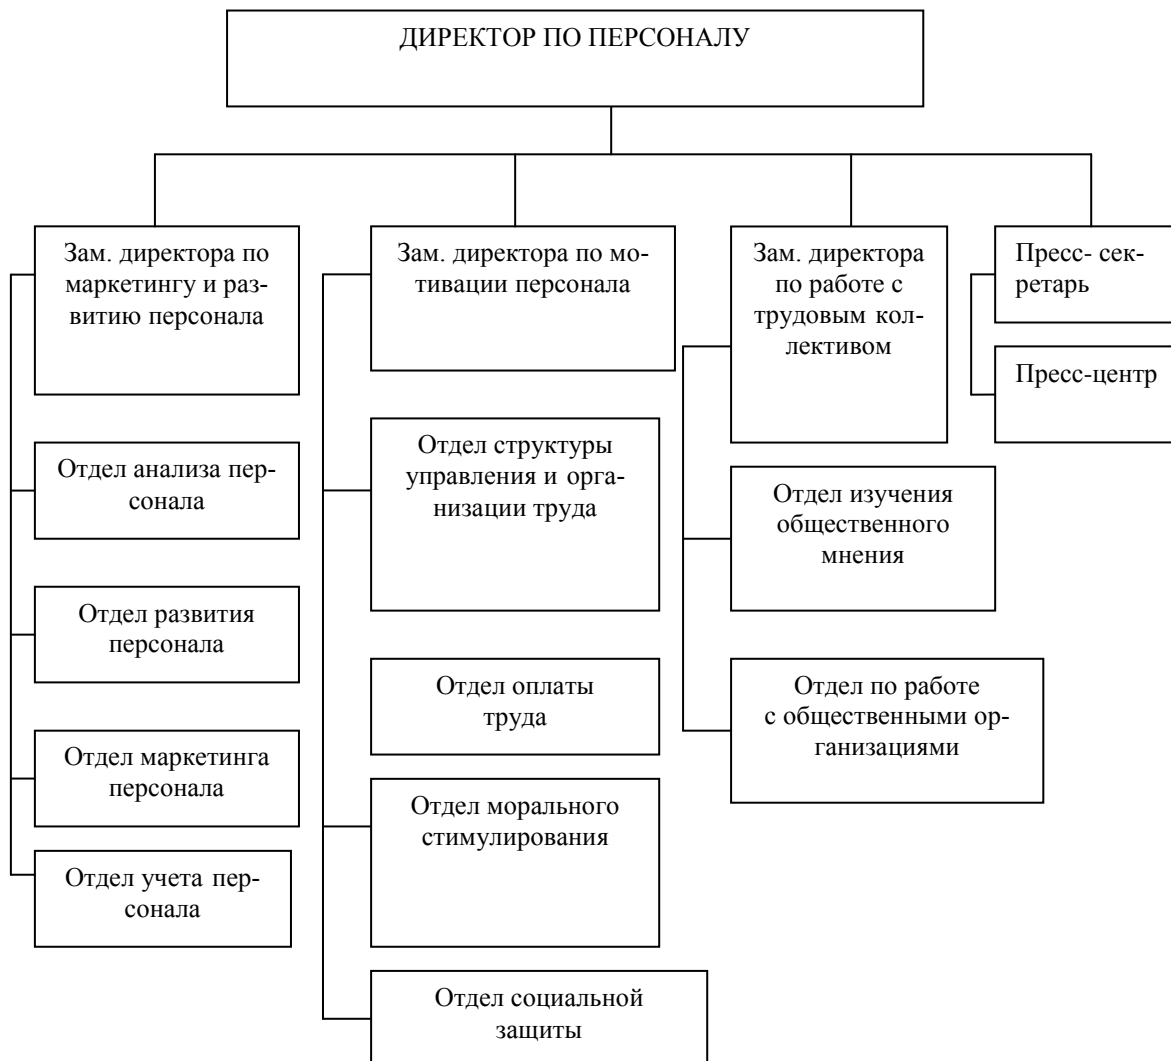 ДИРЕКТОР ПО ПЕРСОНАЛУ
Зам. директора по
маркетингу и раз-
витию персонала
Отдел анализа пер-
сонала
Отдел развития
персонала
Отдел маркетинга
персонала
Отдел учета пер-
сонала
Зам. директора по мо-
тивации персонала
Отдел структуры
управления и орга-
низации труда
Отдел оплаты
труда
Отдел морального
стимулирования
Отдел социальной
защиты
Зам. директора
по работе с
трудовым кол-
лективом
Отдел изучения
общественного
мнения
Отдел по работе
с общественными ор-
ганизациями
Пресс- сек-
ретарь
Пресс-центр